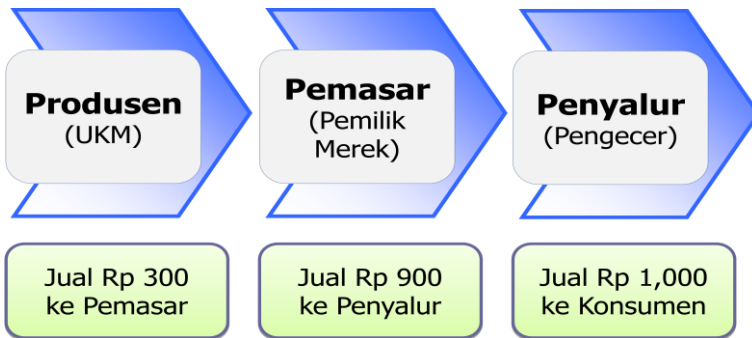 Produsen
(UKM)
Pemasar
(Pemilik
Merek)
Penyalur
(Pengecer)
Jual Rp 300
ke Pemasar
Jual Rp 900
ke Penyalur
Jual Rp 1,000
ke Konsumen